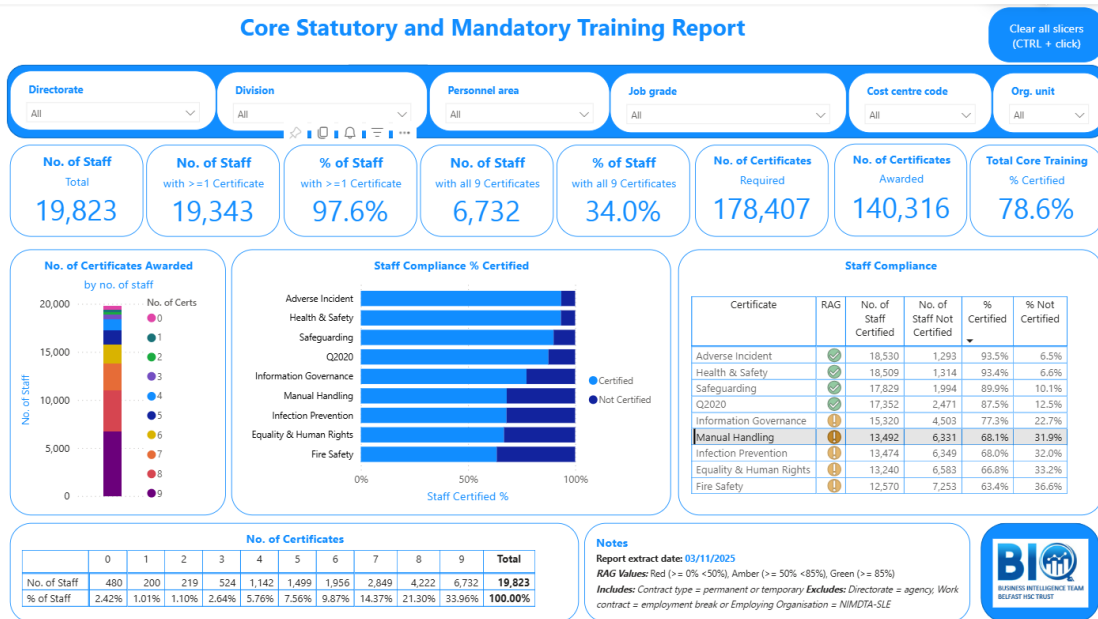 Core Statutory and Mandatory Training Report
Clear all slicers
(CTRL + click)
Directorate
All
Division
All
Personnel area
All
Job grade
All
Cost centre code
All
Org. unit
All
No. of Staff
Total
19,823
No. of Staff
with >=1 Certificate
19,343
% of Staff
with >=1 Certificate
97.6%
No. of Staff
with all 9 Certificates
6,732
% of Staff
with all 9 Certificates
34.0%
No. of Certificates
Required
178,407
No. of Certificates
Awarded
140,316
Total Core Training
% Certified
78.6%
No. of Certificates Awarded
by no. of staff
No. of Staff
20,000
15,000
10,000
5,000
0
No. of Certs
0
1
2
3
4
5
6
7
8
9
Staff Compliance % Certified
Adverse Incident
Health & Safety
Safeguarding
Q2020
Information Governance
Manual Handling
Infection Prevention
Equality & Human Rights
Fire Safety
0% 50% 100%
Staff Certified %
Certified
Not Certified
Staff Compliance
Certificate RAG No. of Staff Certified No. of Staff Not Certified % Certified % Not Certified
Adverse Incident 18,530 1,293 93.5% 6.5%
Health & Safety 18,509 1,314 93.4% 6.6%
Safeguarding 17,829 1,994 89.9% 10.1%
Q2020 17,352 2,471 87.5% 12.5%
Information Governance 15,320 4,503 77.3% 22.7%
Manual Handling 13,492 6,331 68.1% 31.9%
Infection Prevention 13,474 6,349 68.0% 32.0%
Equality & Human Rights 13,240 6,583 66.8% 33.2%
Fire Safety 12,570 7,253 63.4% 36.6%
No. of Certificates
0 1 2 3 4 5 6 7 8 9 Total
No. of Staff 480 200 219 524 1,142 1,499 1,956 2,849 4,222 6,732 19,823
% of Staff 2.42% 1.01% 1.10% 2.64% 5.76% 7.56% 9.87% 14.37% 21.30% 33.96% 100.00%
Notes
Report extract date: 03/11/2025
RAG Values: Red (>= 0% <50%), Amber (>= 50% <85%), Green (>= 85%)
Includes: Contract type = permanent or temporary Excludes: Directorate = agency, Work
contract = employment break or Employing Organisation = NIMDTA-SLE
BIQ
BUSINESS INTELLIGENCE TEAM
BELFAST HSC TRUST